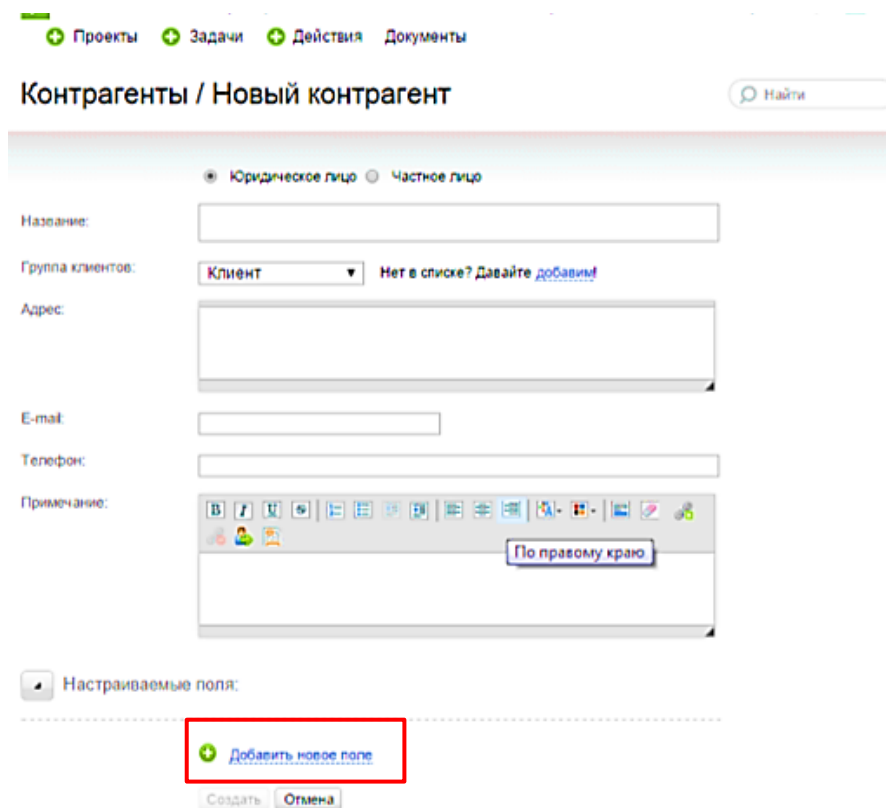 Проекты Задачи Действия Документы
Контрагенты / Новый контрагент Найти
Юридическое лицо Частное лицо
Название:
Группа клиентов: Клиент Нет в списке? Давайте добавим!
Адрес:
E-mail:
Телефон:
Примечание:
B I U S
По правому краю
Настраиваемые поля:
Добавить новое поле
Создать Отмена